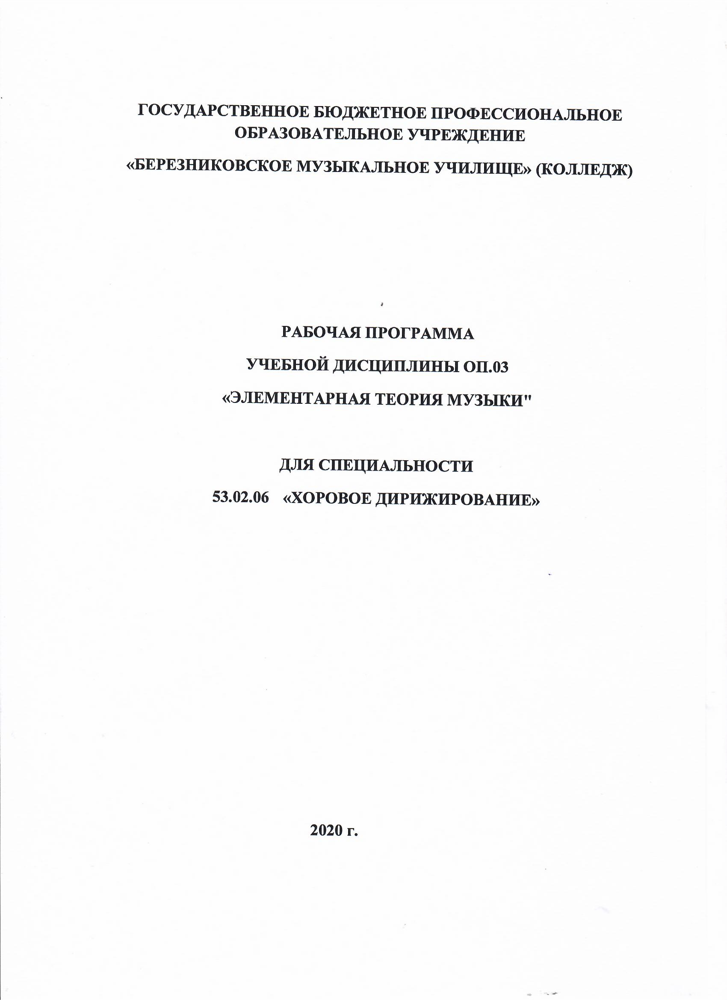 ГОСУДАРСТВЕННОЕ БЮДЖЕТНОЕ ПРОФЕССИОНАЛЬНОЕ
ОБРАЗОВАТЕЛЬНОЕ УЧРЕЖДЕНИЕ
«БЕРЕЗНИКОВСКОЕ МУЗЫКАЛЬНОЕ УЧИЛИЩЕ» (КОЛЛЕДЖ)
РАБОЧАЯ ПРОГРАММА
УЧЕБНОЙ ДИСЦИПЛИНЫ ОП.03
«ЭЛЕМЕНТАРНАЯ ТЕОРИЯ МУЗЫКИ"
ДЛЯ СПЕЦИАЛЬНОСТИ
53.02.06 «ХОРОВОЕ ДИРИЖИРОВАНИЕ»
2020 г.